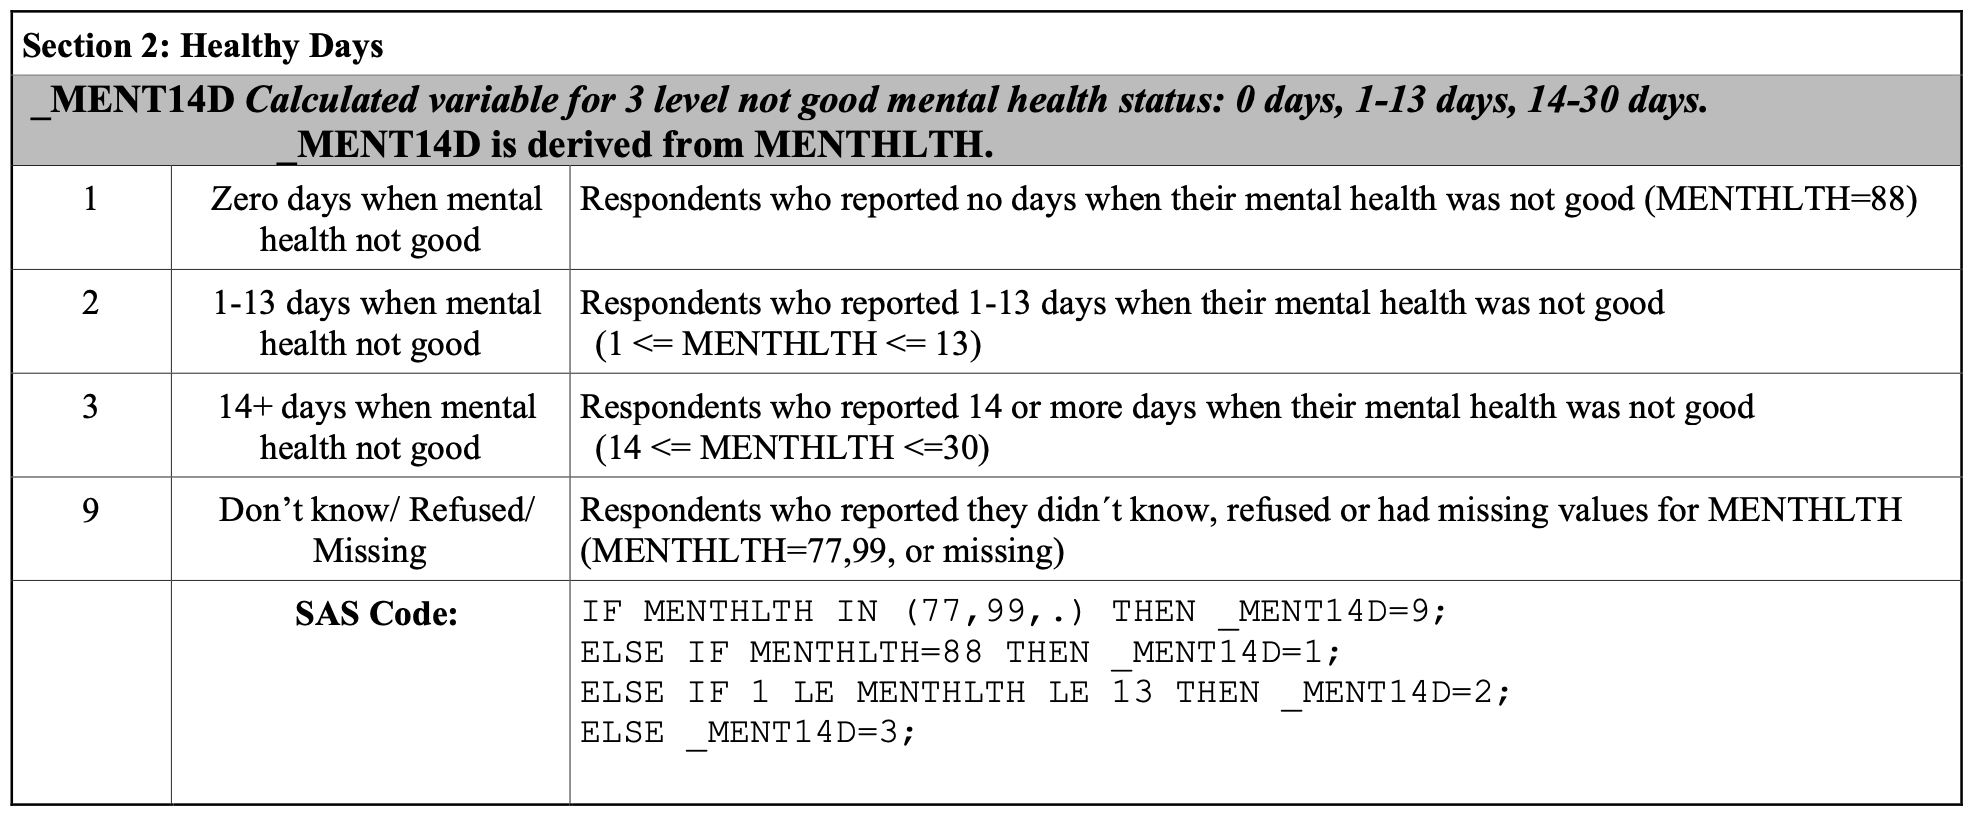 Section 2: Healthy Days
_MENT14D Calculated variable for 3 level not good mental health status: 0 days, 1-13 days, 14-30 days.
_MENT14D is derived from MENTHLTH.
1
Zero days when mental
health not good
Respondents who reported no days when their mental health was not good (MENTHLTH=88)
2
1-13 days when mental
health not good
Respondents who reported 1-13 days when their mental health was not good
(1 <= MENTHLTH <= 13)
3
14+ days when mental
health not good
Respondents who reported 14 or more days when their mental health was not good
(14 <= MENTHLTH <=30)
9
Don’t know/ Refused/
Missing
Respondents who reported they didn´t know, refused or had missing values for MENTHLTH
(MENTHLTH=77,99, or missing)
SAS Code:
IF MENTHLTH IN (77,99,.) THEN _MENT14D=9;
ELSE IF MENTHLTH=88 THEN _MENT14D=1;
ELSE IF 1 LE MENTHLTH LE 13 THEN _MENT14D=2;
ELSE _MENT14D=3;